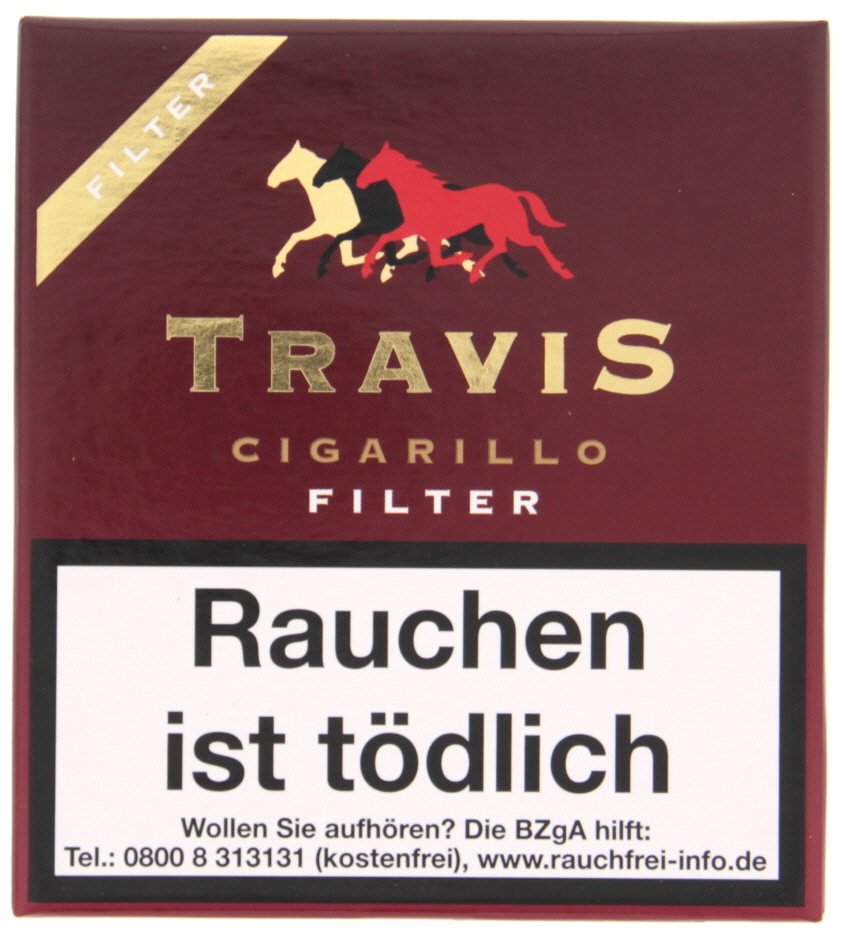 FILTER
TRAVIS
CIGARILLO
FILTER
Rauchen
ist tödlich
Wollen Sie aufhören? Die BZgA hilft:
Tel.: 0800 8 313131 (kostenfrei), www.rauchfrei-info.de